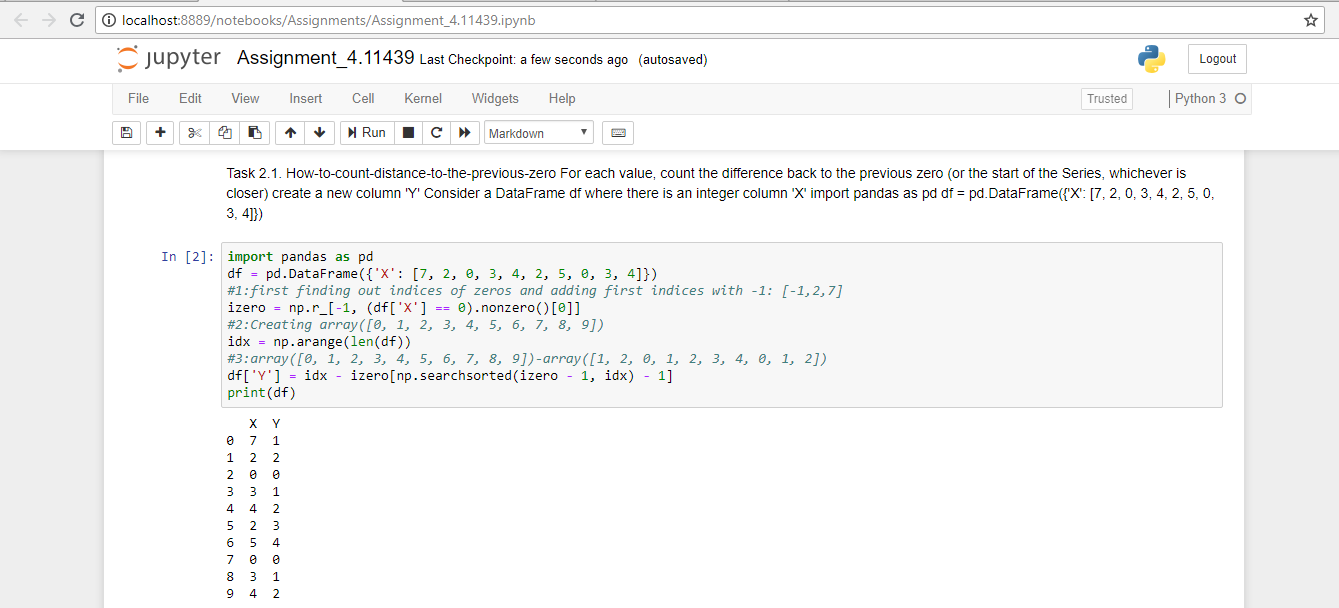 localhost:8889/notebooks/Assignments/Assignment_4.11439.ipynb
jupyter Assignment_4.11439 Last Checkpoint: a few seconds ago (autosaved)
Logout
File Edit View Insert Cell Kernel Widgets Help
Trusted
Python 3
Run
Markdown
Task 2.1. How-to-count-distance-to-the-previous-zero For each value, count the difference back to the previous zero (or the start of the Series, whichever is
closer) create a new column 'Y' Consider a DataFrame df where there is an integer column 'X' import pandas as pd df = pd.DataFrame({'X': [7, 2, 0, 3, 4, 2, 5, 0,
3, 4]})
In [2]:
import pandas as pd
df = pd.DataFrame({'X': [7, 2, 0, 3, 4, 2, 5, 0, 3, 4]})
#1:first finding out indices of zeros and adding first indices with -1: [-1,2,7]
izero = np.r_[-1, (df['X'] == 0).nonzero()[0]]
#2:Creating array([0, 1, 2, 3, 4, 5, 6, 7, 8, 9])
idx = np.arange(len(df))
#3:array([0, 1, 2, 3, 4, 5, 6, 7, 8, 9])-array([1, 2, 0, 1, 2, 3, 4, 0, 1, 2])
df['Y'] = idx - izero[np.searchsorted(izero - 1, idx) - 1]
print(df)
X Y
0 7 1
1 2 2
2 0 0
3 3 1
4 4 2
5 2 3
6 5 4
7 0 0
8 3 1
9 4 2